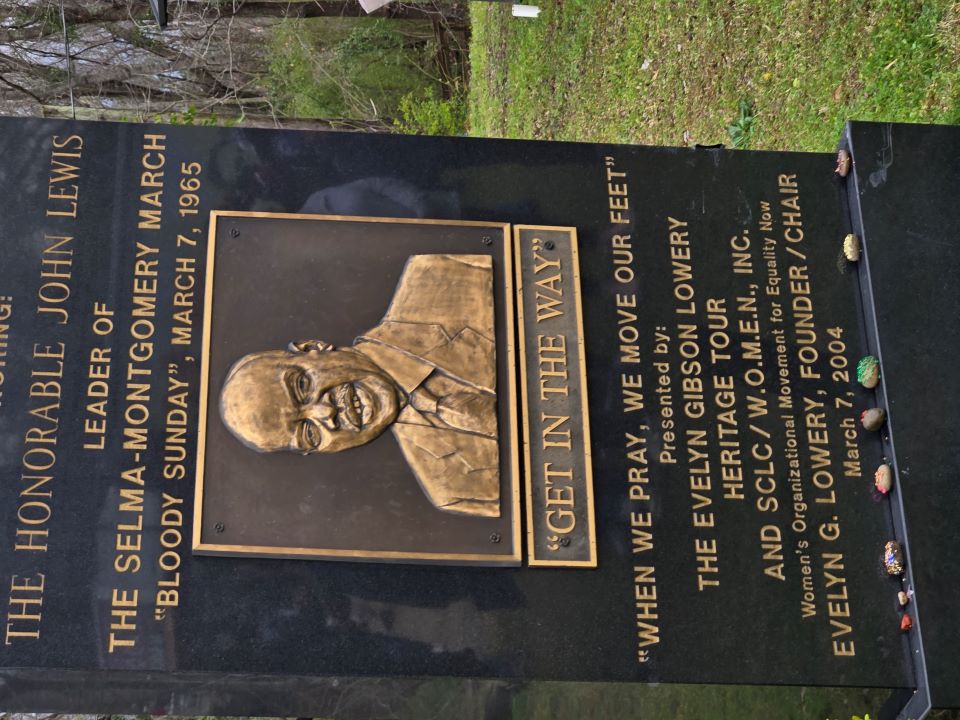 THE HONORABLE JOHN LEWIS
LEADER OF
THE SELMA-MONTGOMERY MARCH
"BLOODY SUNDAY", MARCH 7, 1965
"GET IN THE WAY"
"WHEN WE PRAY, WE MOVE OUR FEET"
Presented by:
THE EVELYN GIBSON LOWERY
HERITAGE TOUR
AND SCLC/W.O.M.E.N., INC.
Women's Organizational Movement for Equality Now
EVELYN G. LOWERY, FOUNDER/CHAIR
March 7, 2004